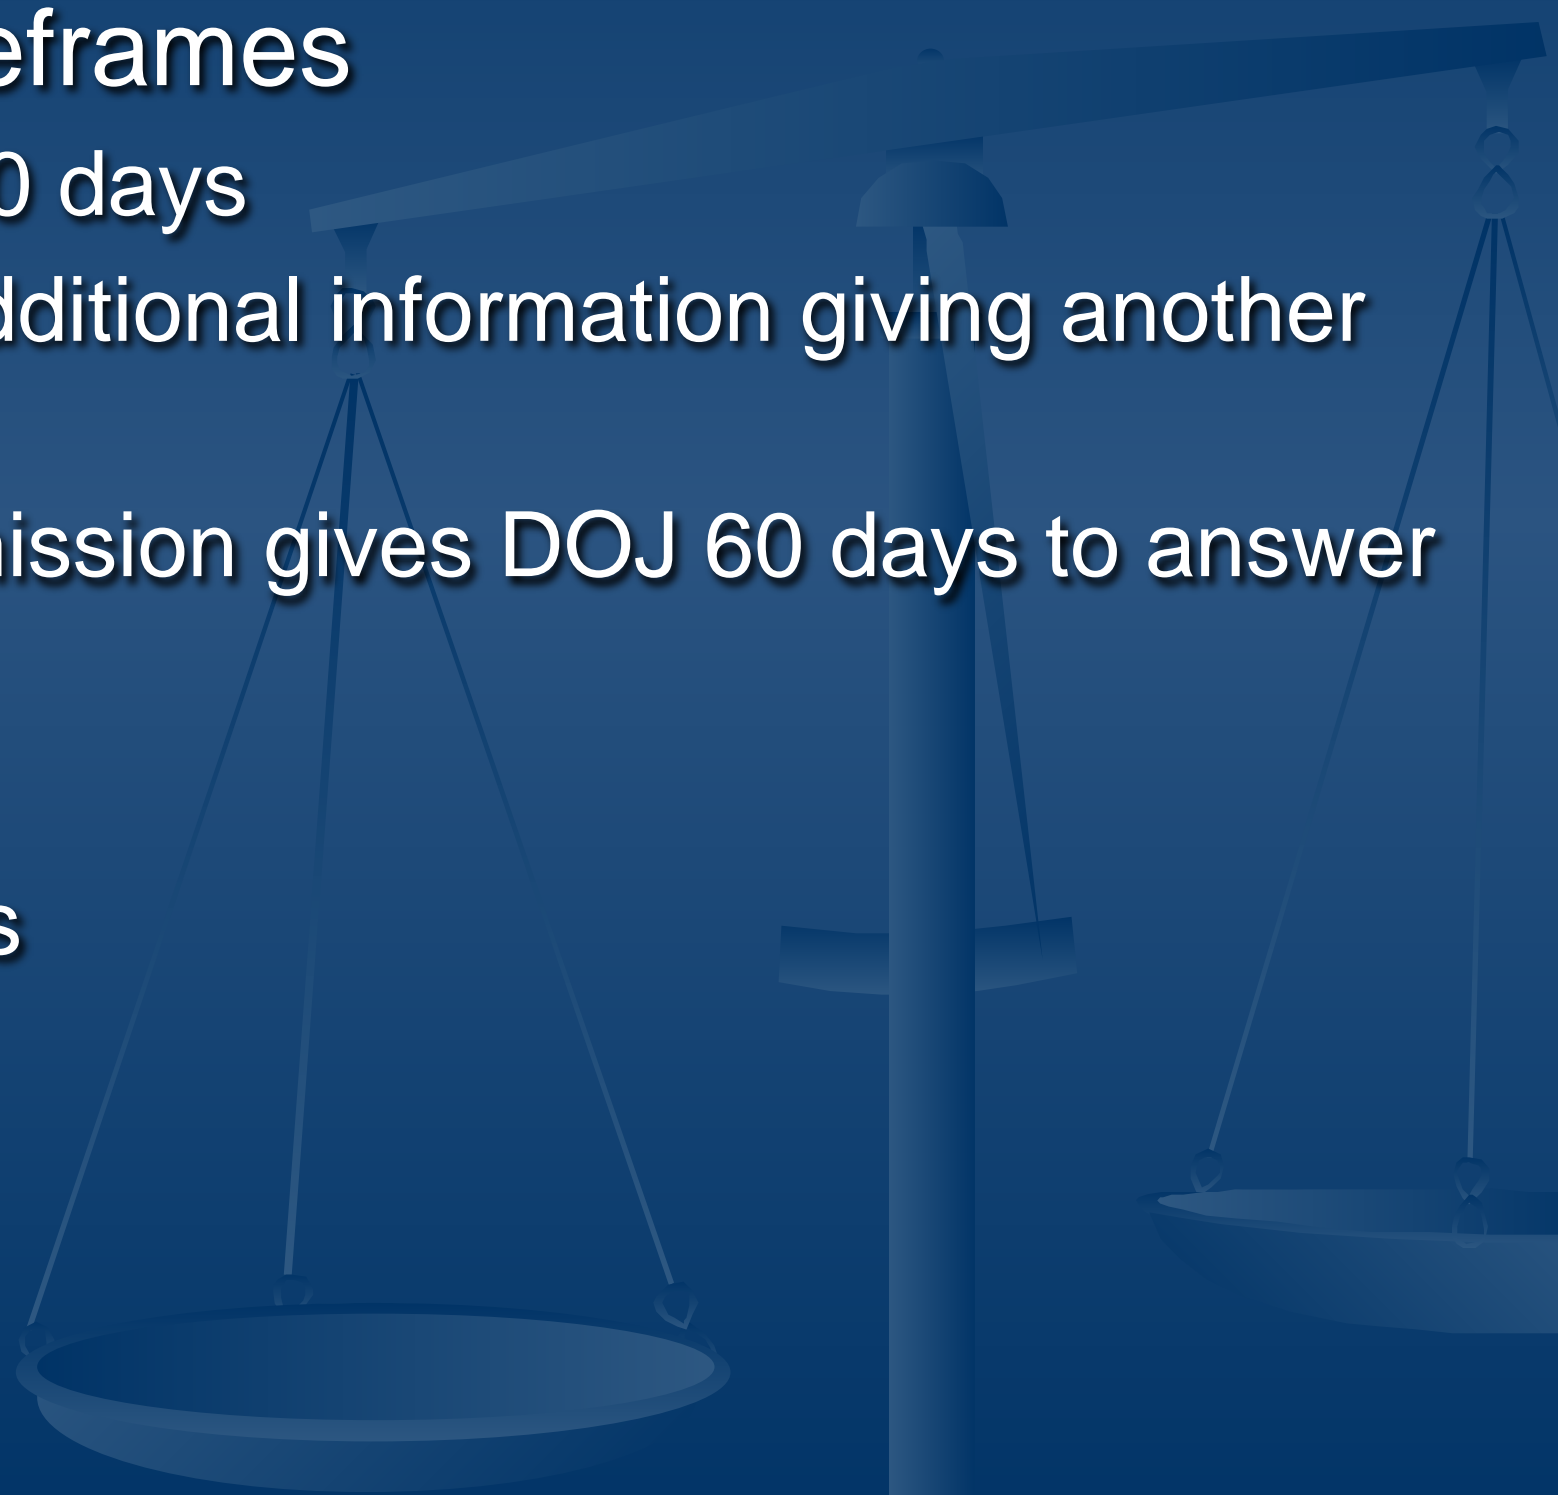 eframes
0 days
dditional information giving another
ission gives DOJ 60 days to answer
s